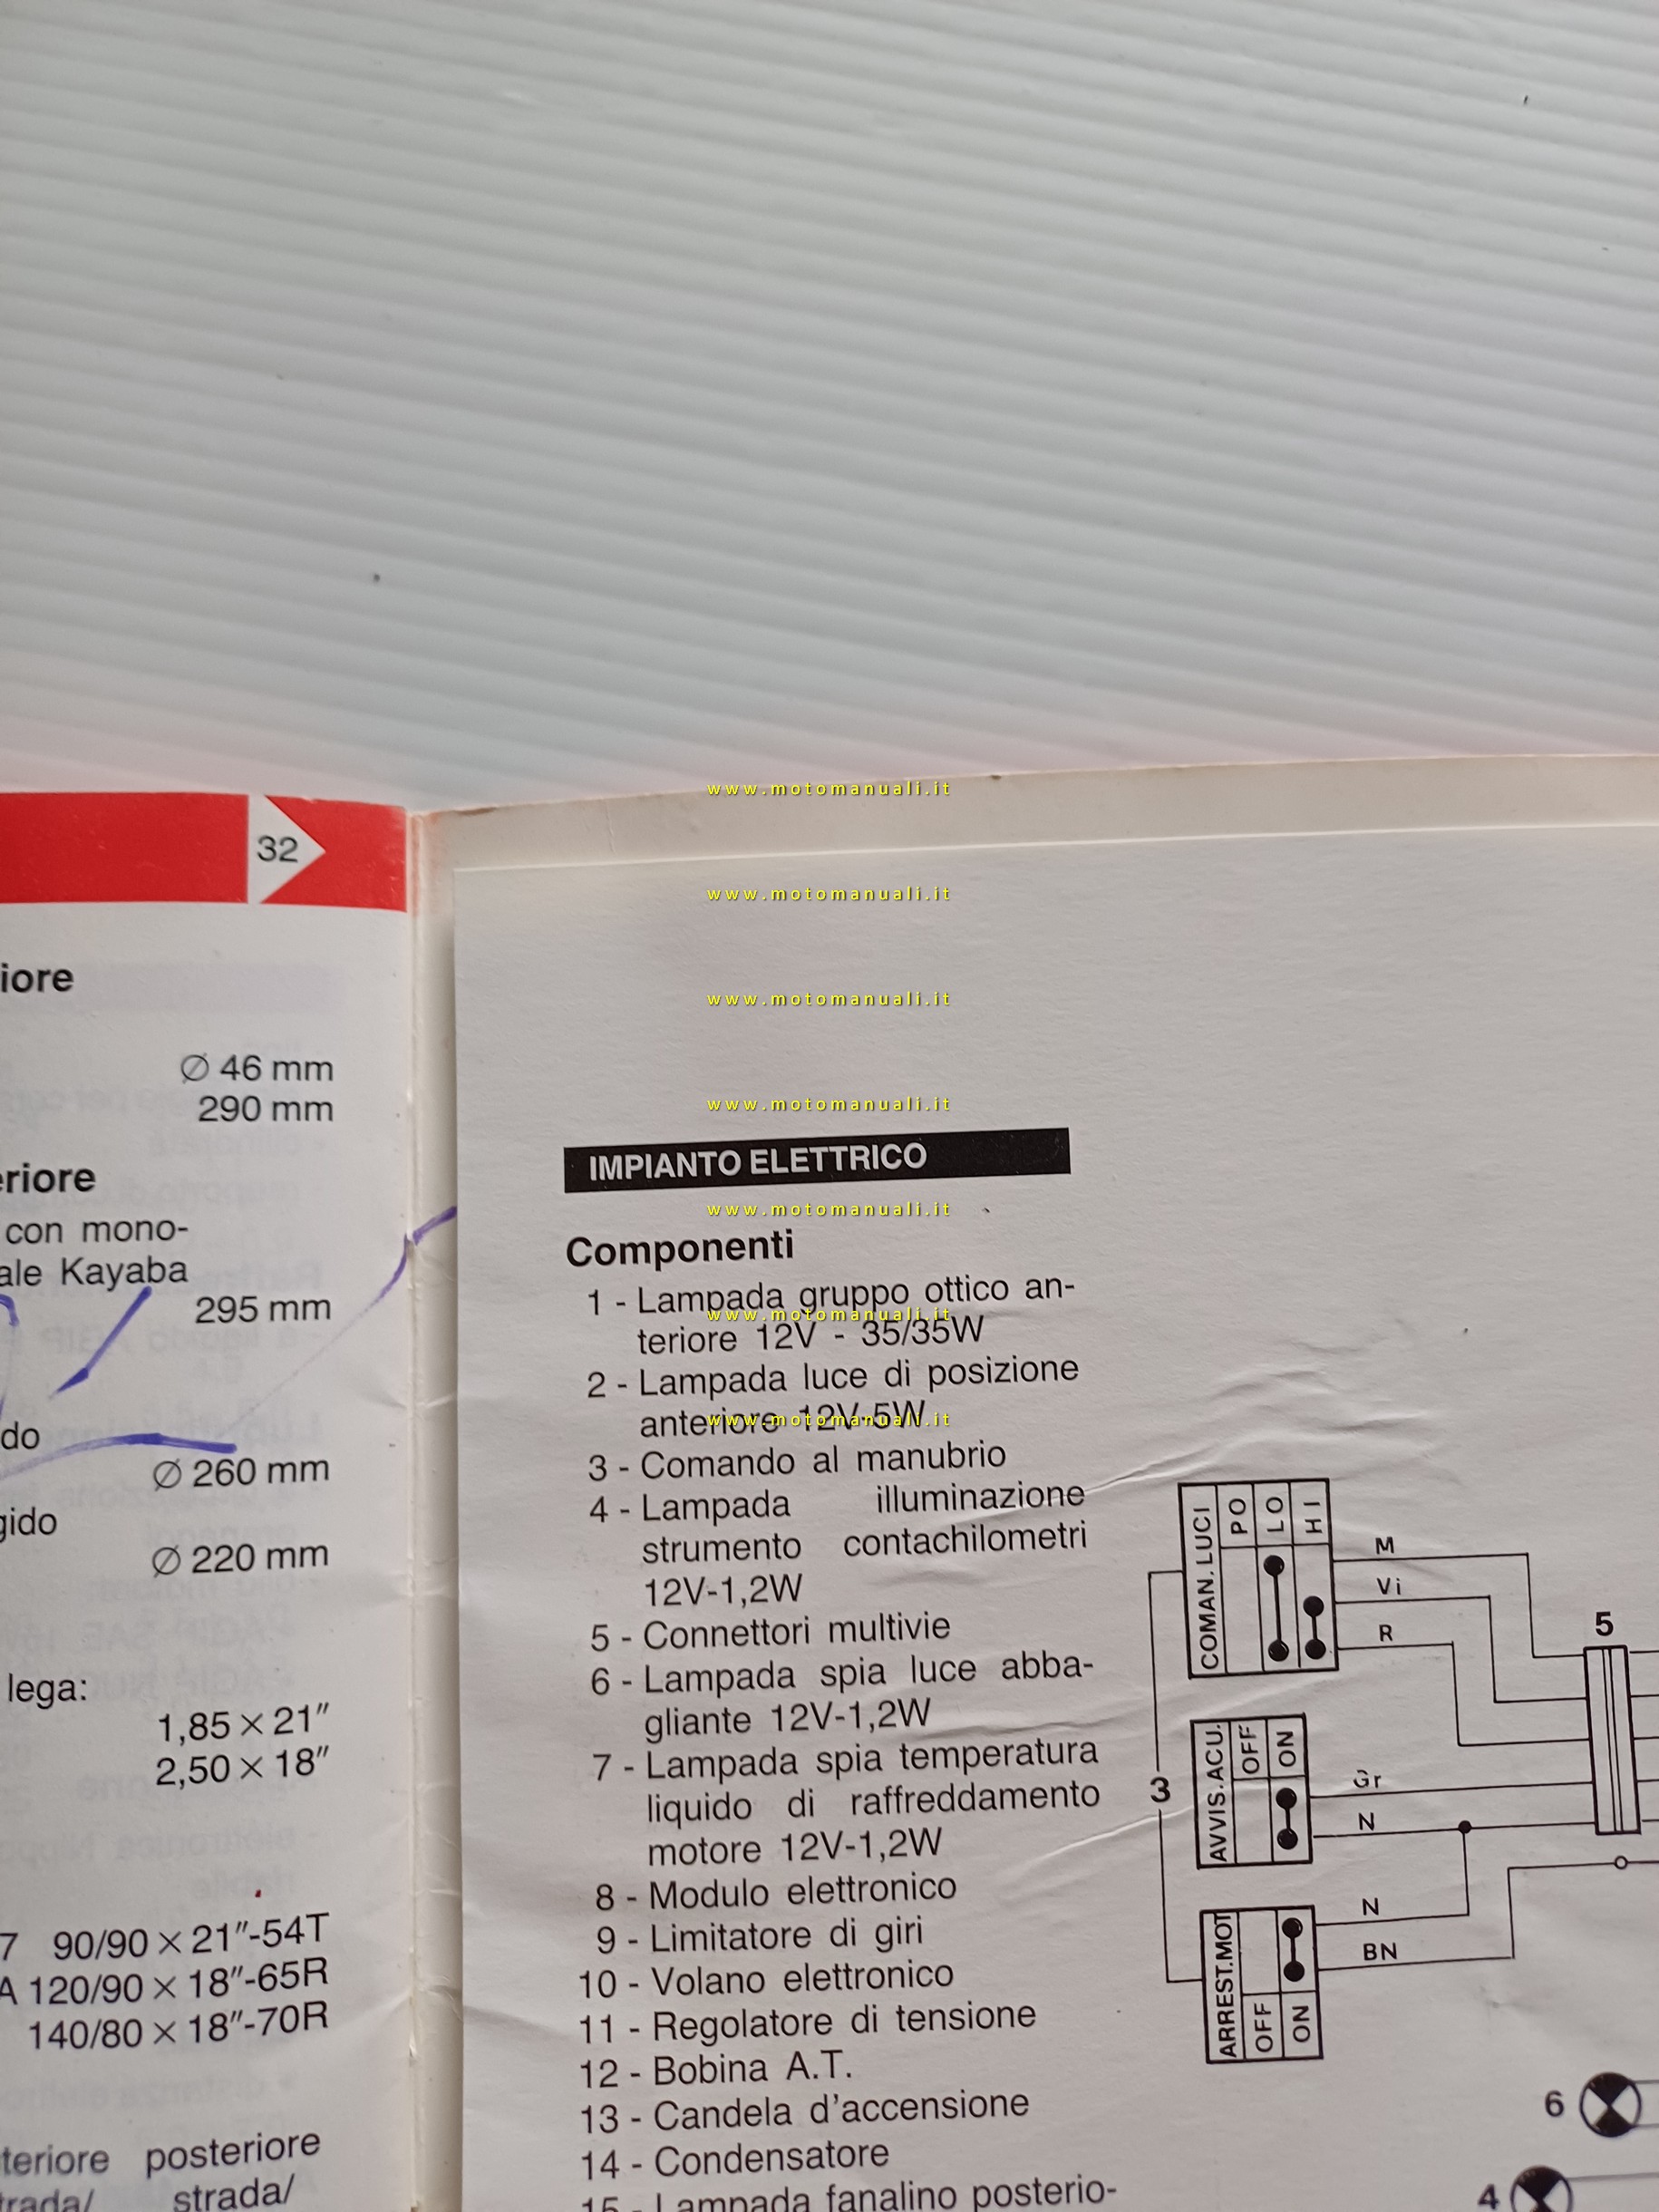 32
iore
Ø 46 mm
290 mm
eriore
con mono-
ale Kayaba
295 mm
do
Ø 260 mm
gido
Ø 220 mm
lega:
1,85 × 21"
2,50 × 18"
7 90/90 × 21"-54T
A 120/90 × 18"-65R
140/80 × 18"-70R
teriore posteriore
trada/ strada/
www.motomanuali.it
www.motomanuali.it
www.motomanuali.it
www.motomanuali.it
IMPIANTO ELETTRICO
www.motomanuali.it
Componenti
1 - Lampada gruppo ottico an-
www.motomanuali.it
teriore 12V - 35/35W
2 - Lampada luce di posizione
anteriore 12V-5W
www.motomanuali.it
3 - Comando al manubrio
4 - Lampada illuminazione
strumento contachilometri
12V-1,2W
5 - Connettori multivie
6 - Lampada spia luce abba-
gliante 12V-1,2W
7 - Lampada spia temperatura
liquido di raffreddamento
motore 12V-1,2W
8 - Modulo elettronico
9 - Limitatore di giri
10 - Volano elettronico
11 - Regolatore di tensione
12 - Bobina A.T.
13 - Candela d'accensione
14 - Condensatore
15 - Lampada fanalino posterio-
COMAN. LUCI
PO
LO
HI
M
Vi
R
5
3
AVVIS. ACU.
OFF
ON
Gr
N
ARREST.MOT
OFF
ON
N
BN
6
4